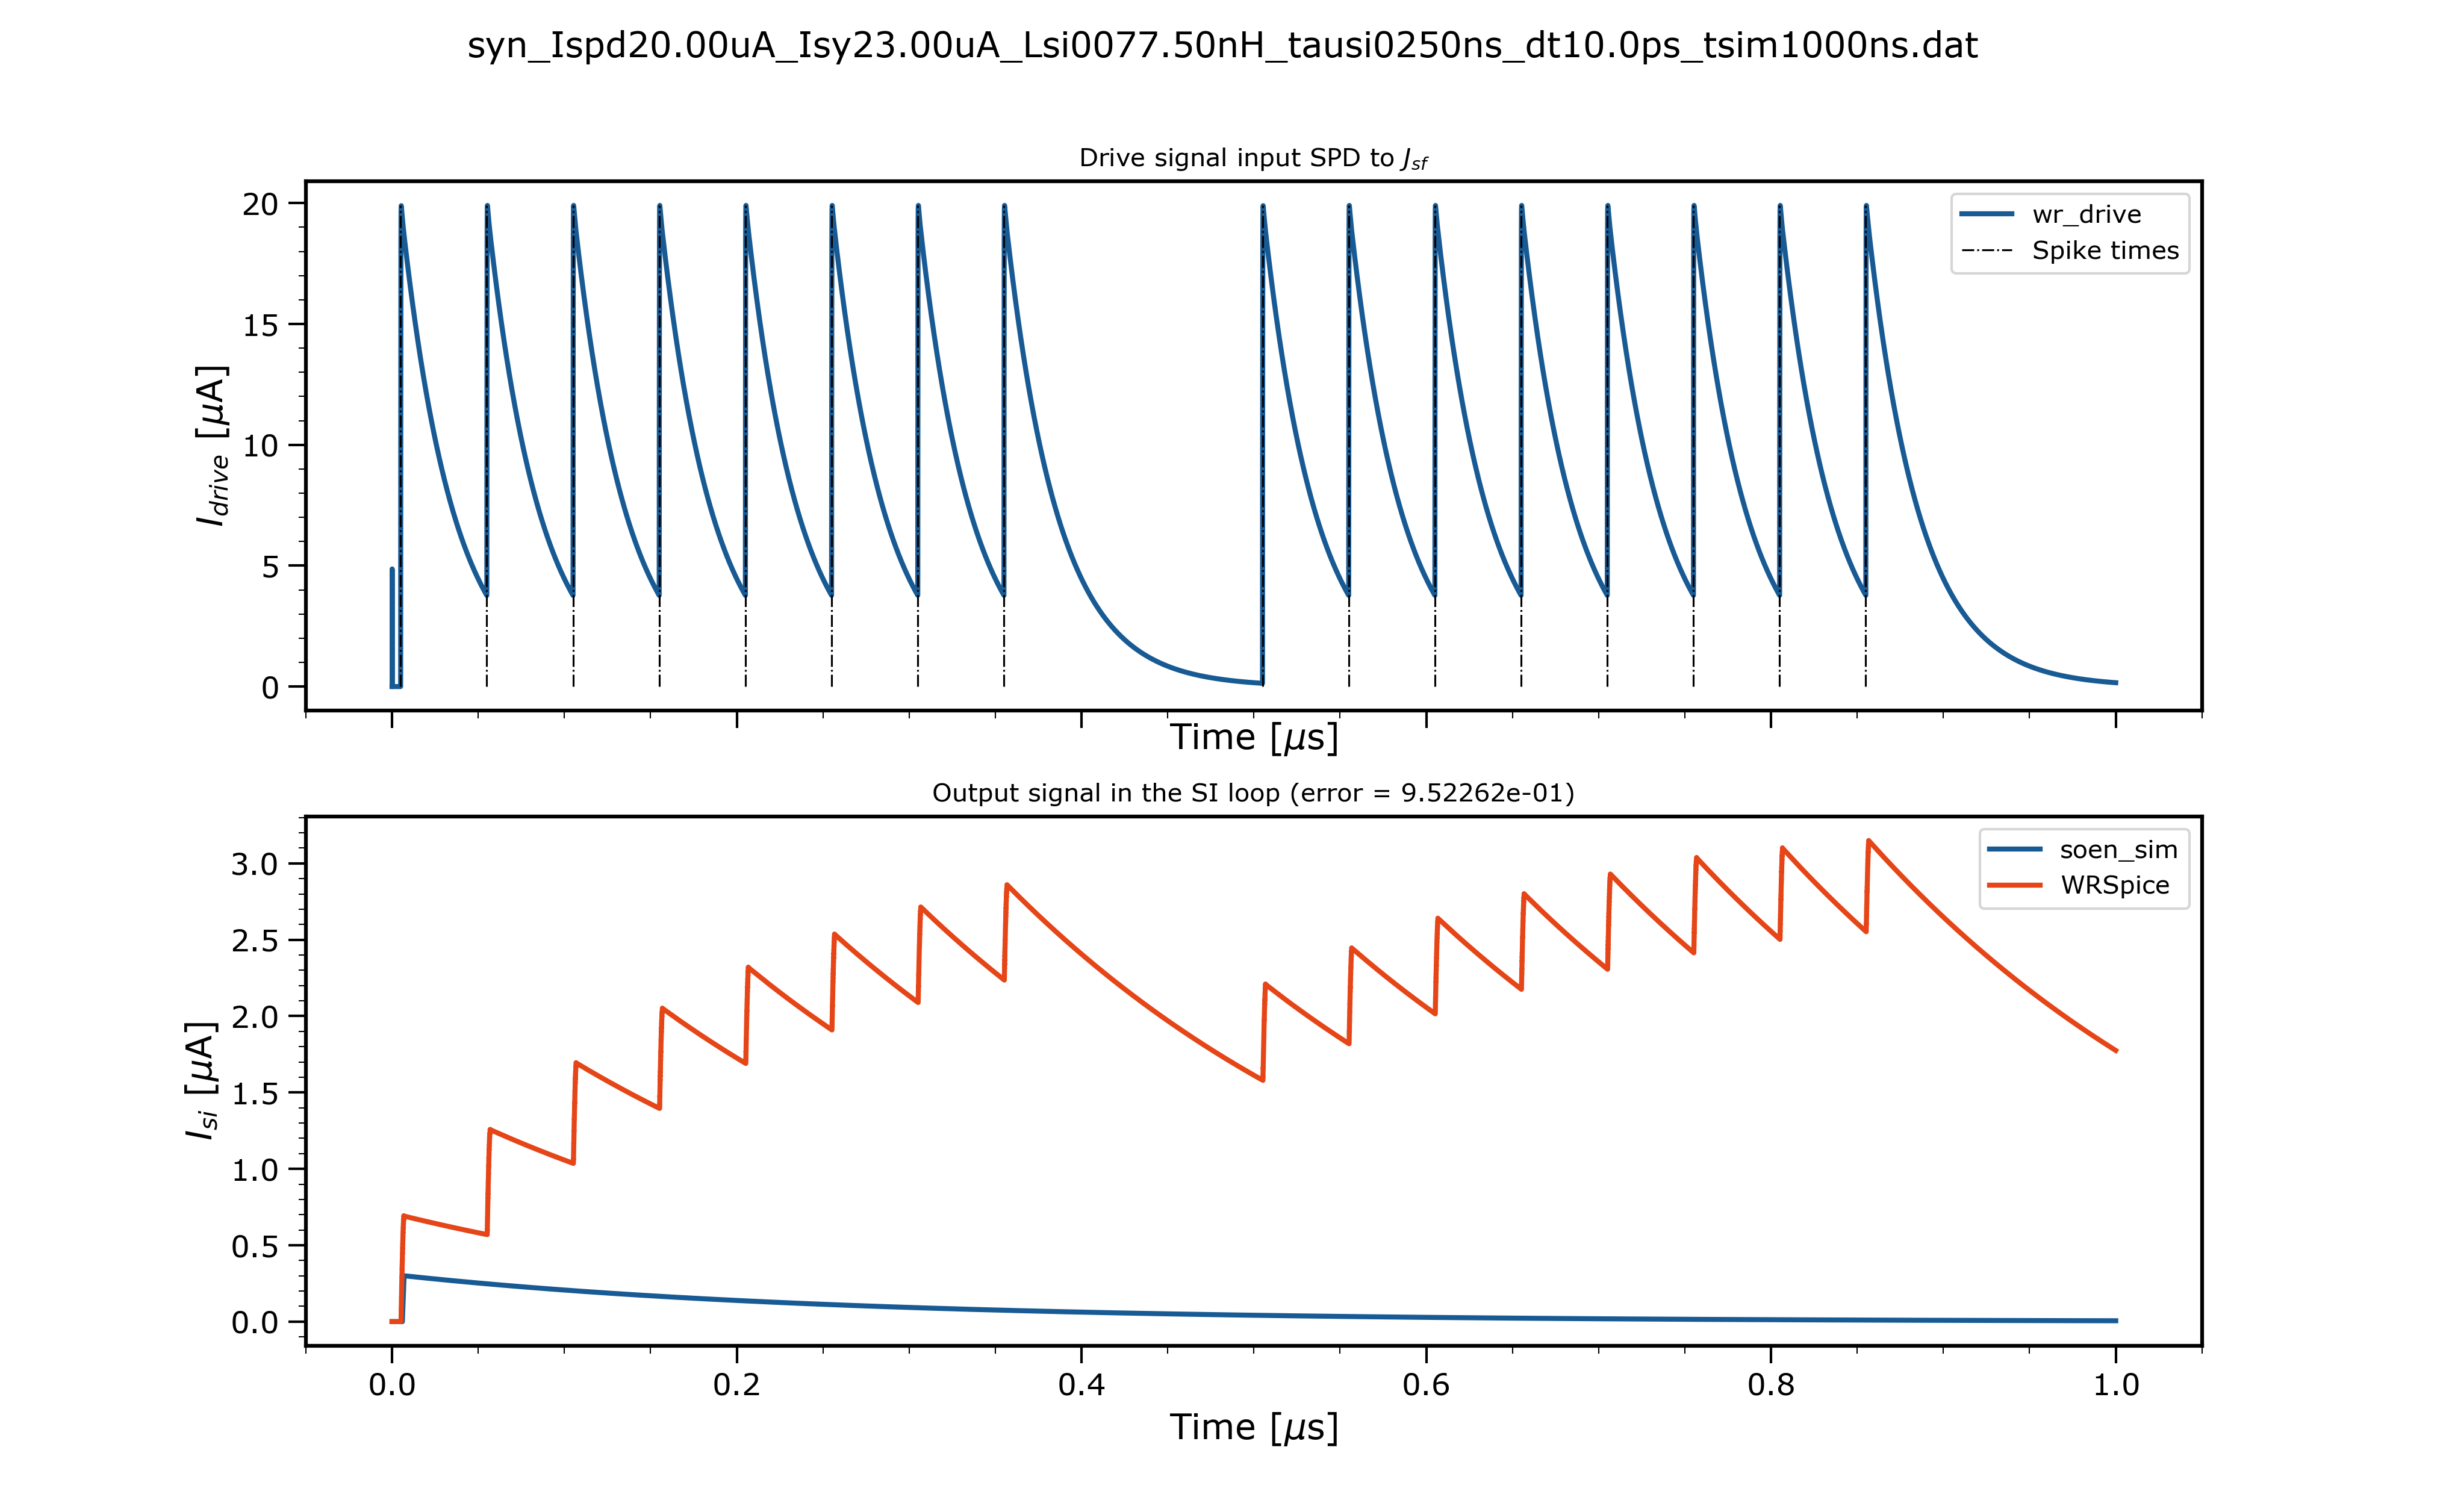 syn_Ispd20.00uA_Isy23.00uA_Lsi0077.50nH_tausi0250ns_dt10.0ps_tsim1000ns.dat
Drive signal input SPD to J_sf
I_drive [μA]
20
15
10
5
0
wr_drive
Spike times
Time [μs]
Output signal in the SI loop (error = 9.52262e-01)
I_si [μA]
3.0
2.5
2.0
1.5
1.0
0.5
0.0
soen_sim
WRSpice
0.0 0.2 0.4 0.6 0.8 1.0
Time [μs]